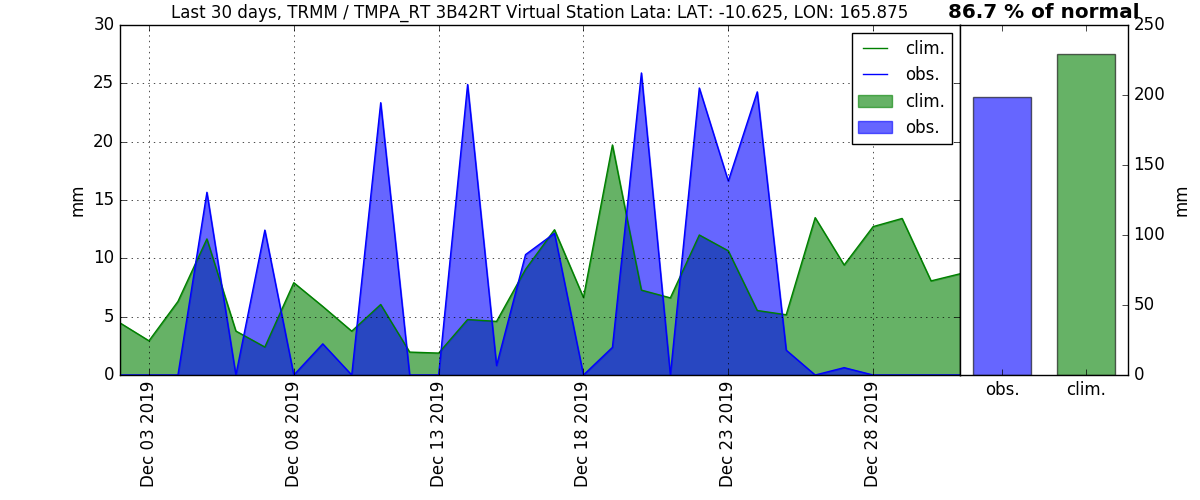 Last 30 days, TRMM / TMPA_RT 3B42RT Virtual Station Lata: LAT: -10.625, LON: 165.875
86.7 % of normal
30
25
20
15
10
5
0
mm
clim.
obs.
clim.
obs.
Dec 03 2019
Dec 08 2019
Dec 13 2019
Dec 18 2019
Dec 23 2019
Dec 28 2019
250
200
150
100
50
0
mm
obs.
clim.